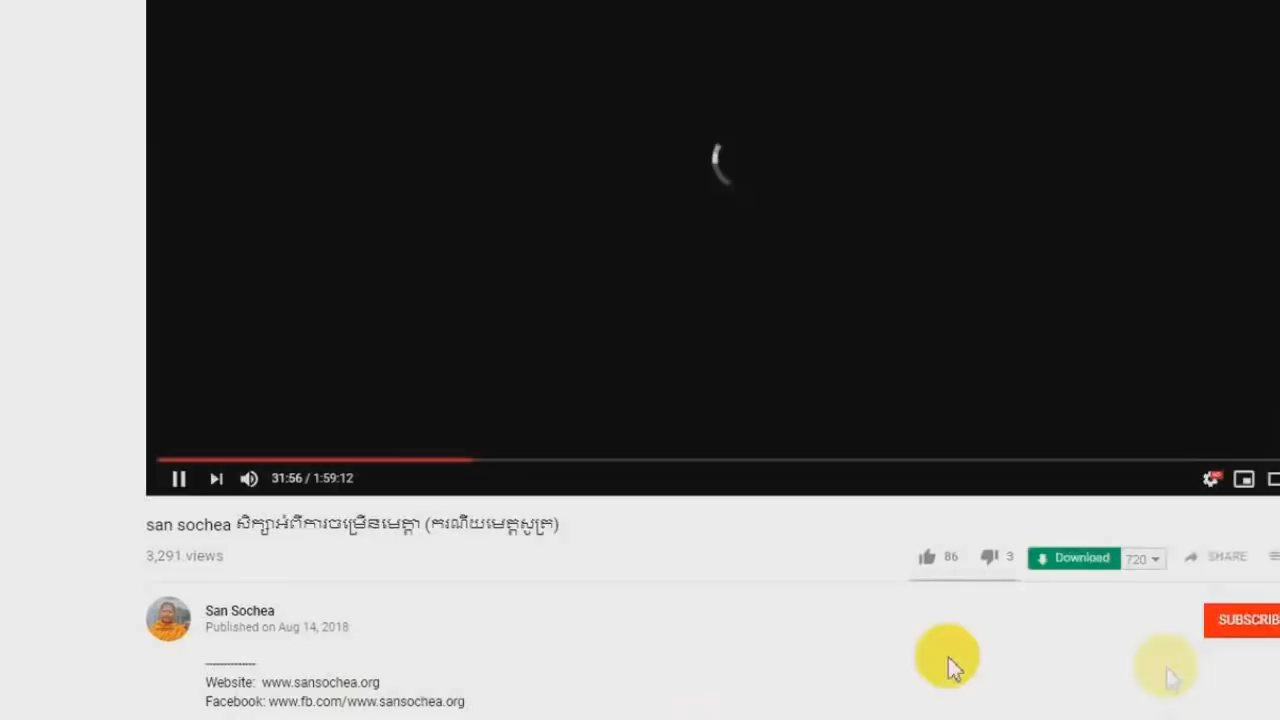 31:56 / 1:59:12
san sochea សិក្សាអំពីការចម្រើនមេត្តា (ករណីយមេត្តសូត្រ)
3,291 views
86 3 Download 720 SHARE
San Sochea
SUBSCRIB
Published on Aug 14, 2018
-------------
Website: www.sansochea.org
Facebook: www.fb.com/www.sansochea.org